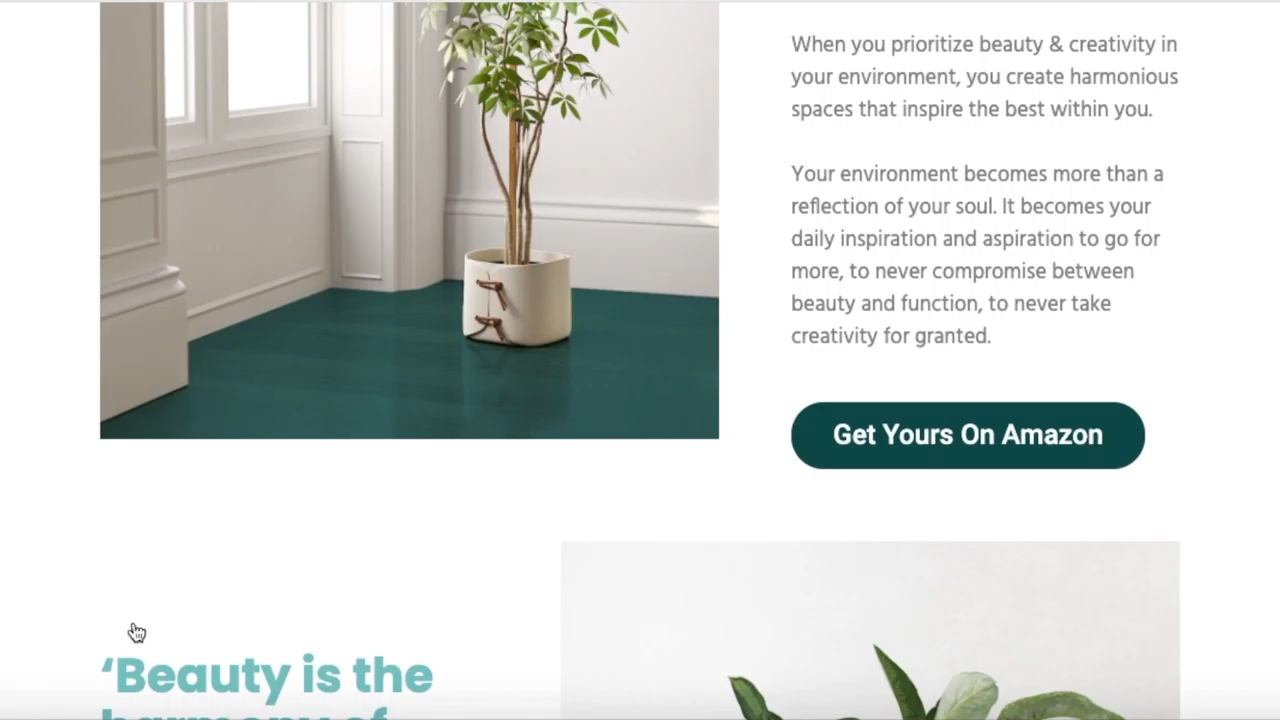 When you prioritize beauty & creativity in
your environment, you create harmonious
spaces that inspire the best within you.
Your environment becomes more than a
reflection of your soul. It becomes your
daily inspiration and aspiration to go for
more, to never compromise between
beauty and function, to never take
creativity for granted.
Get Yours On Amazon
‘Beauty is the
harmony of